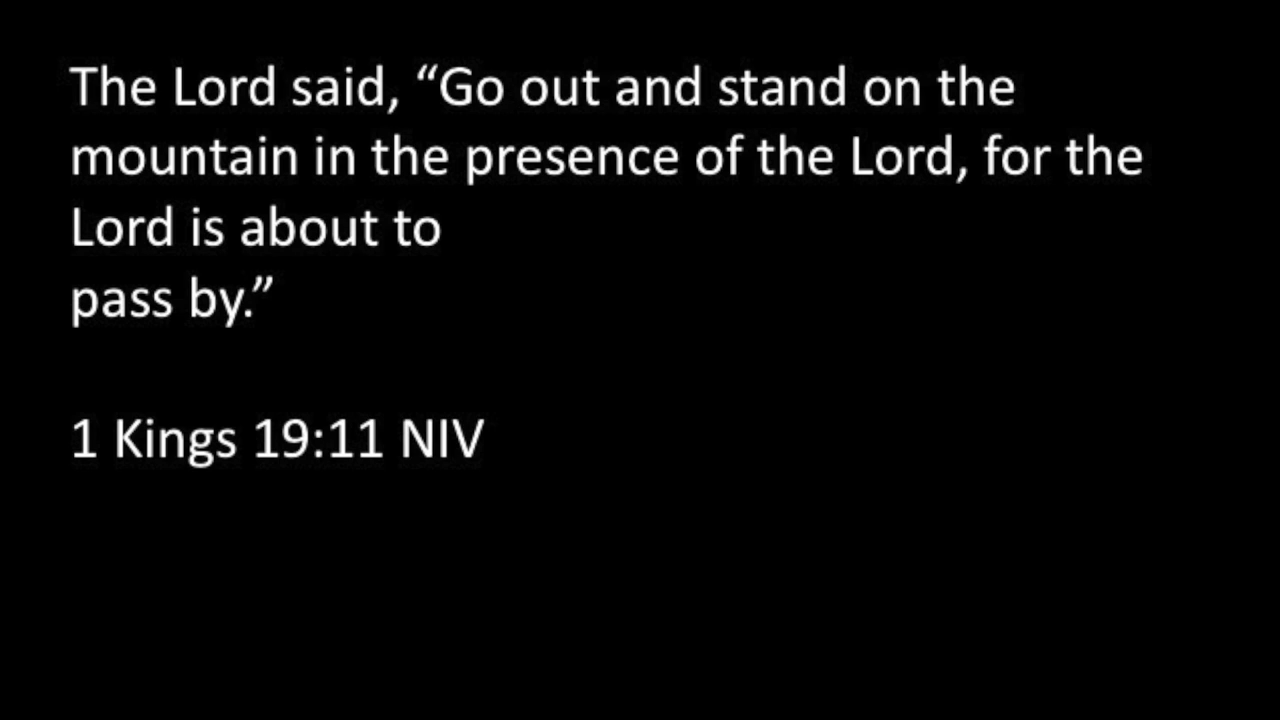 The Lord said, “Go out and stand on the
mountain in the presence of the Lord, for the
Lord is about to
pass by.”
1 Kings 19:11 NIV